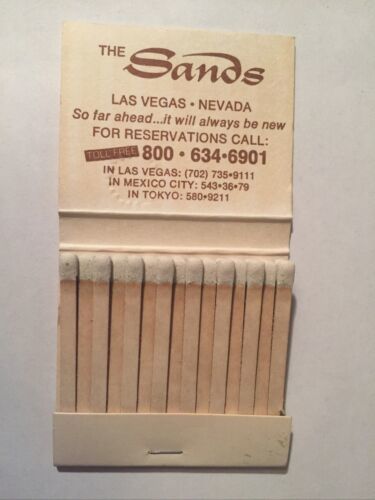 THE Sands
LAS VEGAS • NEVADA
So far ahead...it will always be new
FOR RESERVATIONS CALL:
TOLL FREE 800 • 634•6901
IN LAS VEGAS: (702) 735•9111
IN MEXICO CITY: 543•36•79
IN TOKYO: 580•9211